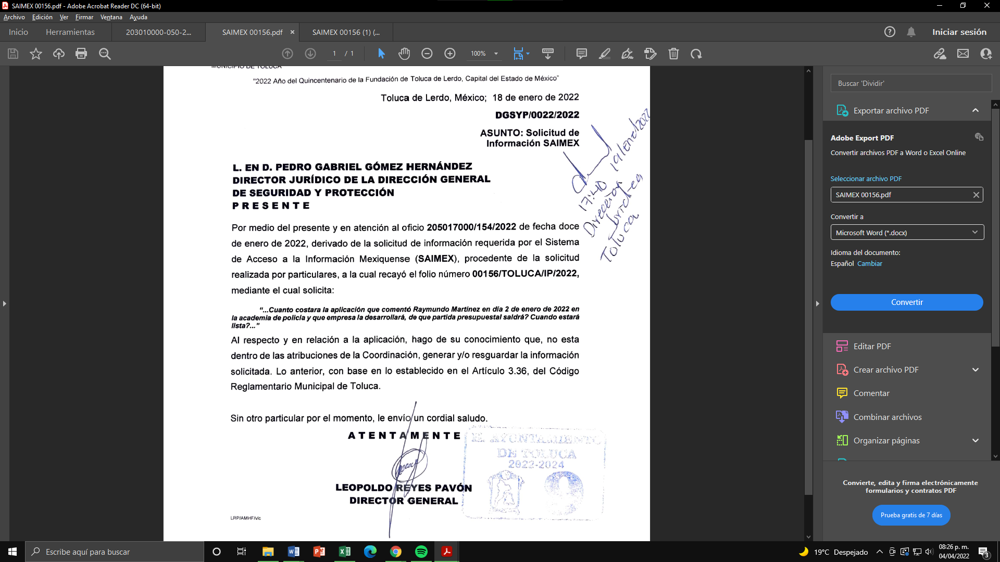 SAIMEX 00156.pdf - Adobe Acrobat Reader DC (64-bit)
Archivo Edición Ver Firmar Ventana Ayuda
Inicio Herramientas 203010000-050-2... SAIMEX 00156.pdf × SAIMEX 00156 (1) (... Iniciar sesión
1 / 1 100%
MUNICIPIO DE TOLUCA
"2022 Año del Quincentenario de la Fundación de Toluca de Lerdo, Capital del Estado de México"
Toluca de Lerdo, México; 18 de enero de 2022
DGSYP/0022/2022
ASUNTO: Solicitud de
Información SAIMEX
17:40
Dirección
Toluca
L. EN D. PEDRO GABRIEL GÓMEZ HERNÁNDEZ
DIRECTOR JURÍDICO DE LA DIRECCIÓN GENERAL
DE SEGURIDAD Y PROTECCIÓN
P R E S E N T E
Por medio del presente y en atención al oficio 205017000/154/2022 de fecha doce
de enero de 2022, derivado de la solicitud de información requerida por el Sistema
de Acceso a la Información Mexiquense (SAIMEX), procedente de la solicitud
realizada por particulares, a la cual recayó el folio número 00156/TOLUCA/IP/2022,
mediante el cual solicita:
"...Cuanto costara la aplicación que comentó Raymundo Martínez en día 2 de enero de 2022 en
la academia de policía y que empresa la desarrollará, de que partida presupuestal saldrá? Cuando estará
lista?..."
Al respecto y en relación a la aplicación, hago de su conocimiento que, no esta
dentro de las atribuciones de la Coordinación, generar y/o resguardar la información
solicitada. Lo anterior, con base en lo establecido en el Artículo 3.36, del Código
Reglamentario Municipal de Toluca.
Sin otro particular por el momento, le envío un cordial saludo.
A T E N T A M E N T E
LEOPOLDO REYES PAVÓN
DIRECTOR GENERAL
H. AYUNTAMIENTO
DE TOLUCA
2022-2024
LRP/AMHF/vlc
Buscar 'Dividir'
Exportar archivo PDF
Adobe Export PDF
Convertir archivos PDF a Word o Excel Online
Seleccionar archivo PDF
SAIMEX 00156.pdf
Convertir a
Microsoft Word (*.docx)
Idioma del documento:
Español Cambiar
Convertir
Editar PDF
Crear archivo PDF
Comentar
Combinar archivos
Organizar páginas
Convierte, edita y firma electrónicamente
formularios y contratos PDF
Prueba gratis de 7 días
Escribe aquí para buscar
19°C Despejado
08:26 p. m.
04/04/2022
3